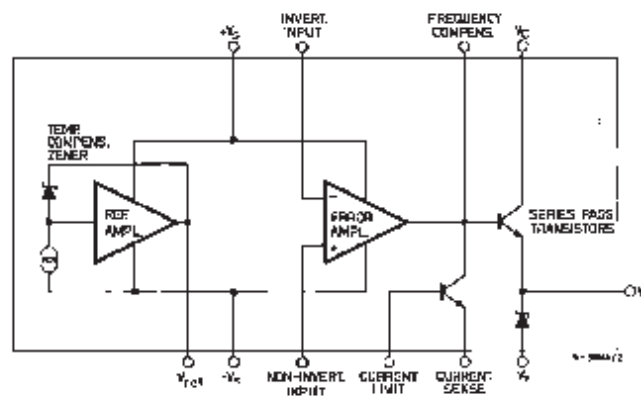 INVERT.
INPUT
FREQUENCY
COMPENS.
TEMP.
COMPENS.
ZENER
REF.
AMPL.
ERROR
AMPL.
SERIES PASS
TRANSISTORS
Vref
NON-INVERT.
INPUT
CURRENT
LIMIT
CURRENT
SENSE